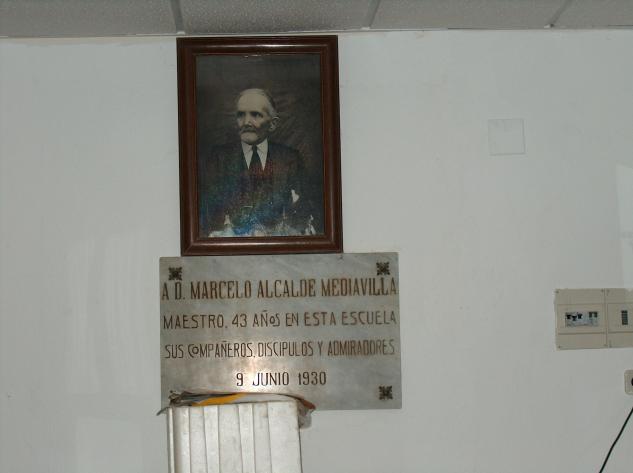 A D. MARCELO ALCALDE MEDIAVILLA
MAESTRO, 43 AÑOS EN ESTA ESCUELA
SUS COMPAÑEROS, DISCIPULOS Y ADMIRADORES
9 JUNIO 1930